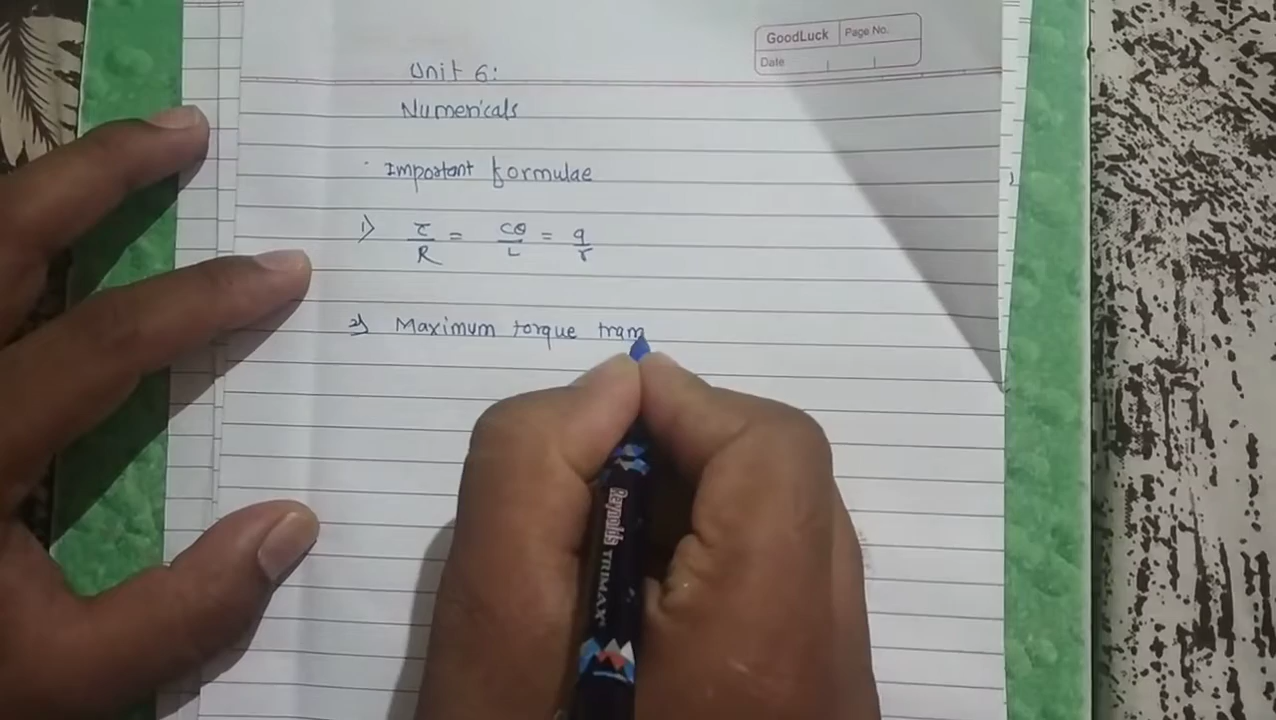 GoodLuck Page No.
Date
Unit 6:
Numericals
Important formulae
1) τ/R = Cθ/L = q/r
2) Maximum torque tran
Reynolds TRIMAX